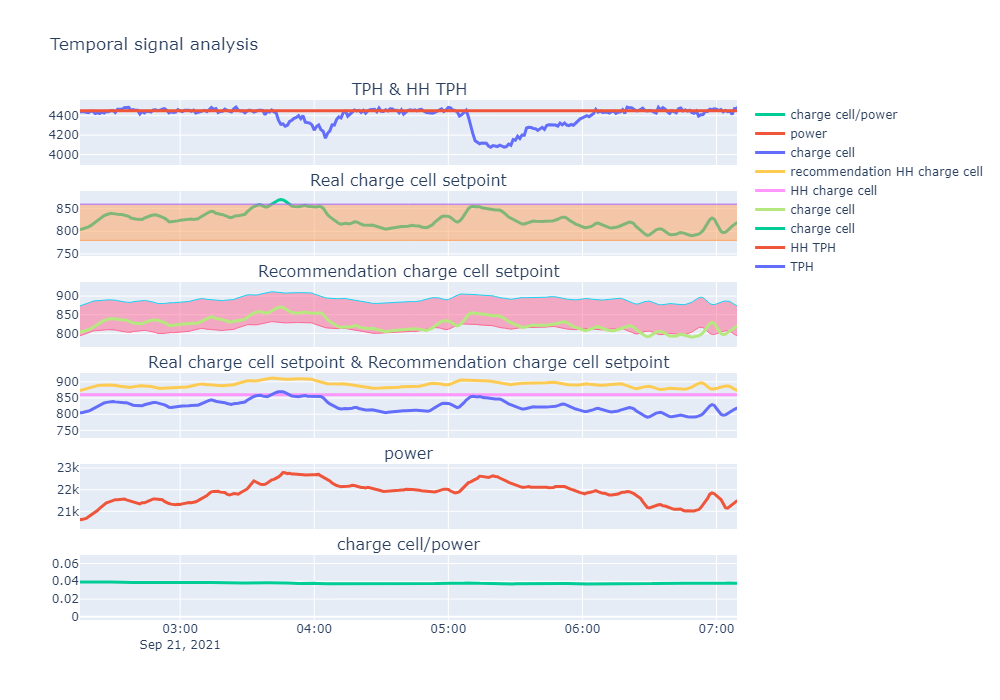 Temporal signal analysis
TPH & HH TPH
4400
4200
4000
Real charge cell setpoint
850
800
750
Recommendation charge cell setpoint
900
850
800
Real charge cell setpoint & Recommendation charge cell setpoint
900
850
800
750
power
23k
22k
21k
charge cell/power
0.06
0.04
0.02
0
03:00 04:00 05:00 06:00 07:00
Sep 21, 2021
charge cell/power
power
charge cell
recommendation HH charge cell
HH charge cell
charge cell
charge cell
HH TPH
TPH